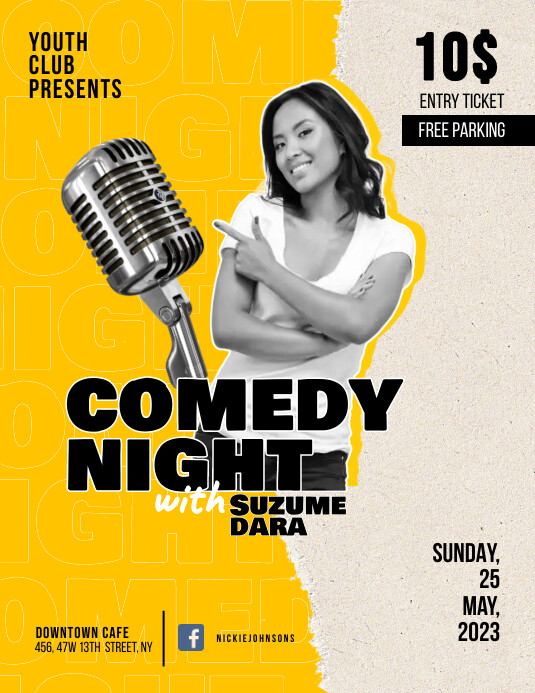 YOUTH
CLUB
PRESENTS
10$
ENTRY TICKET
FREE PARKING
COMEDY
NIGHT
with SUZUME
DARA
SUNDAY,
25
MAY,
2023
DOWNTOWN CAFE
456, 47W 13TH STREET, NY
f NICKIEJOHNSONS